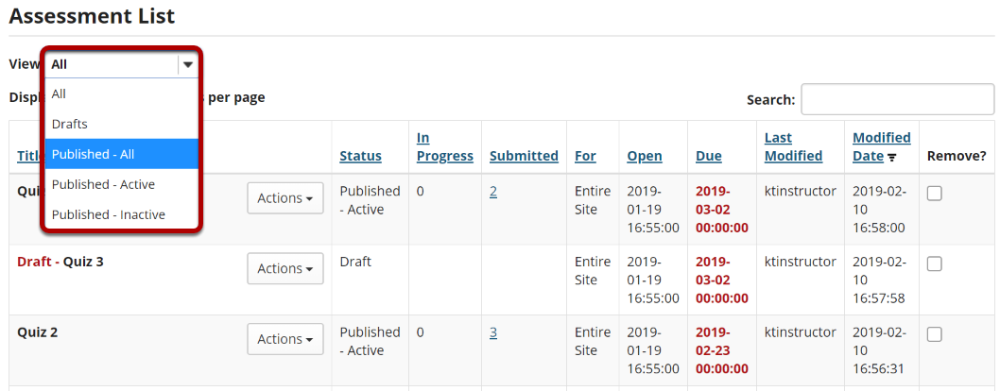 Assessment List
View All
All
Drafts
Published - All
Published - Active
Published - Inactive
per page
Search:
Status
In
Progress
Submitted
For
Open
Due
Last
Modified
Modified
Date
Remove?
Actions
Published
- Active
0
2
Entire
Site
2019-
01-19
16:55:00
2019-
03-02
00:00:00
ktinstructor
2019-02-
10
16:58:00
Draft - Quiz 3
Actions
Draft
Entire
Site
2019-
01-19
16:55:00
2019-
03-02
00:00:00
ktinstructor
2019-02-
10
16:57:58
Quiz 2
Actions
Published
- Active
0
3
Entire
Site
2019-
01-19
16:55:00
2019-
02-23
00:00:00
ktinstructor
2019-02-
10
16:56:31